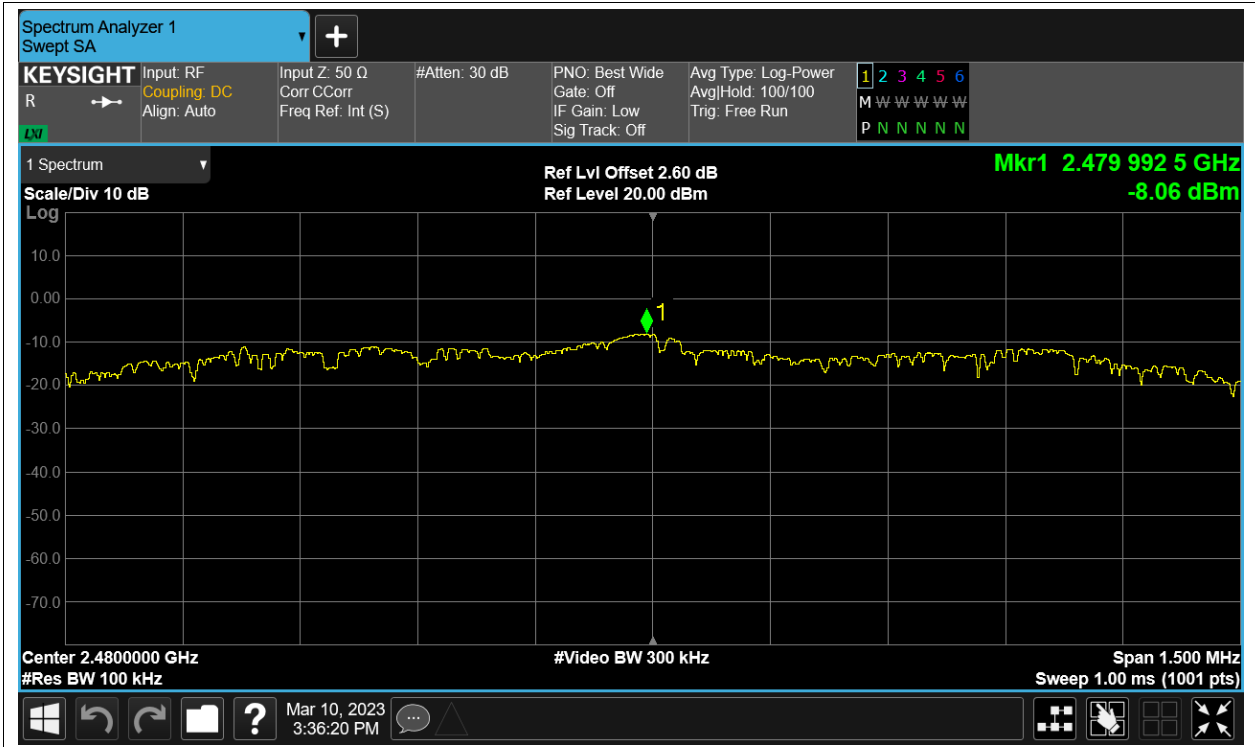 Spectrum Analyzer 1
Swept SA
+
KEYSIGHT
R
LXI
Input: RF
Coupling: DC
Align: Auto
Input Z: 50 Ω
Corr CCorr
Freq Ref: Int (S)
#Atten: 30 dB
PNO: Best Wide
Gate: Off
IF Gain: Low
Sig Track: Off
Avg Type: Log-Power
Avg|Hold: 100/100
Trig: Free Run
1 2 3 4 5 6
M W W W W W
P N N N N N
1 Spectrum
Scale/Div 10 dB
Log
Ref Lvl Offset 2.60 dB
Ref Level 20.00 dBm
Mkr1 2.479 992 5 GHz
-8.06 dBm
10.0
0.00
-10.0
-20.0
-30.0
-40.0
-50.0
-60.0
-70.0
1
Center 2.4800000 GHz
#Res BW 100 kHz
#Video BW 300 kHz
Span 1.500 MHz
Sweep 1.00 ms (1001 pts)
?
Mar 10, 2023
3:36:20 PM